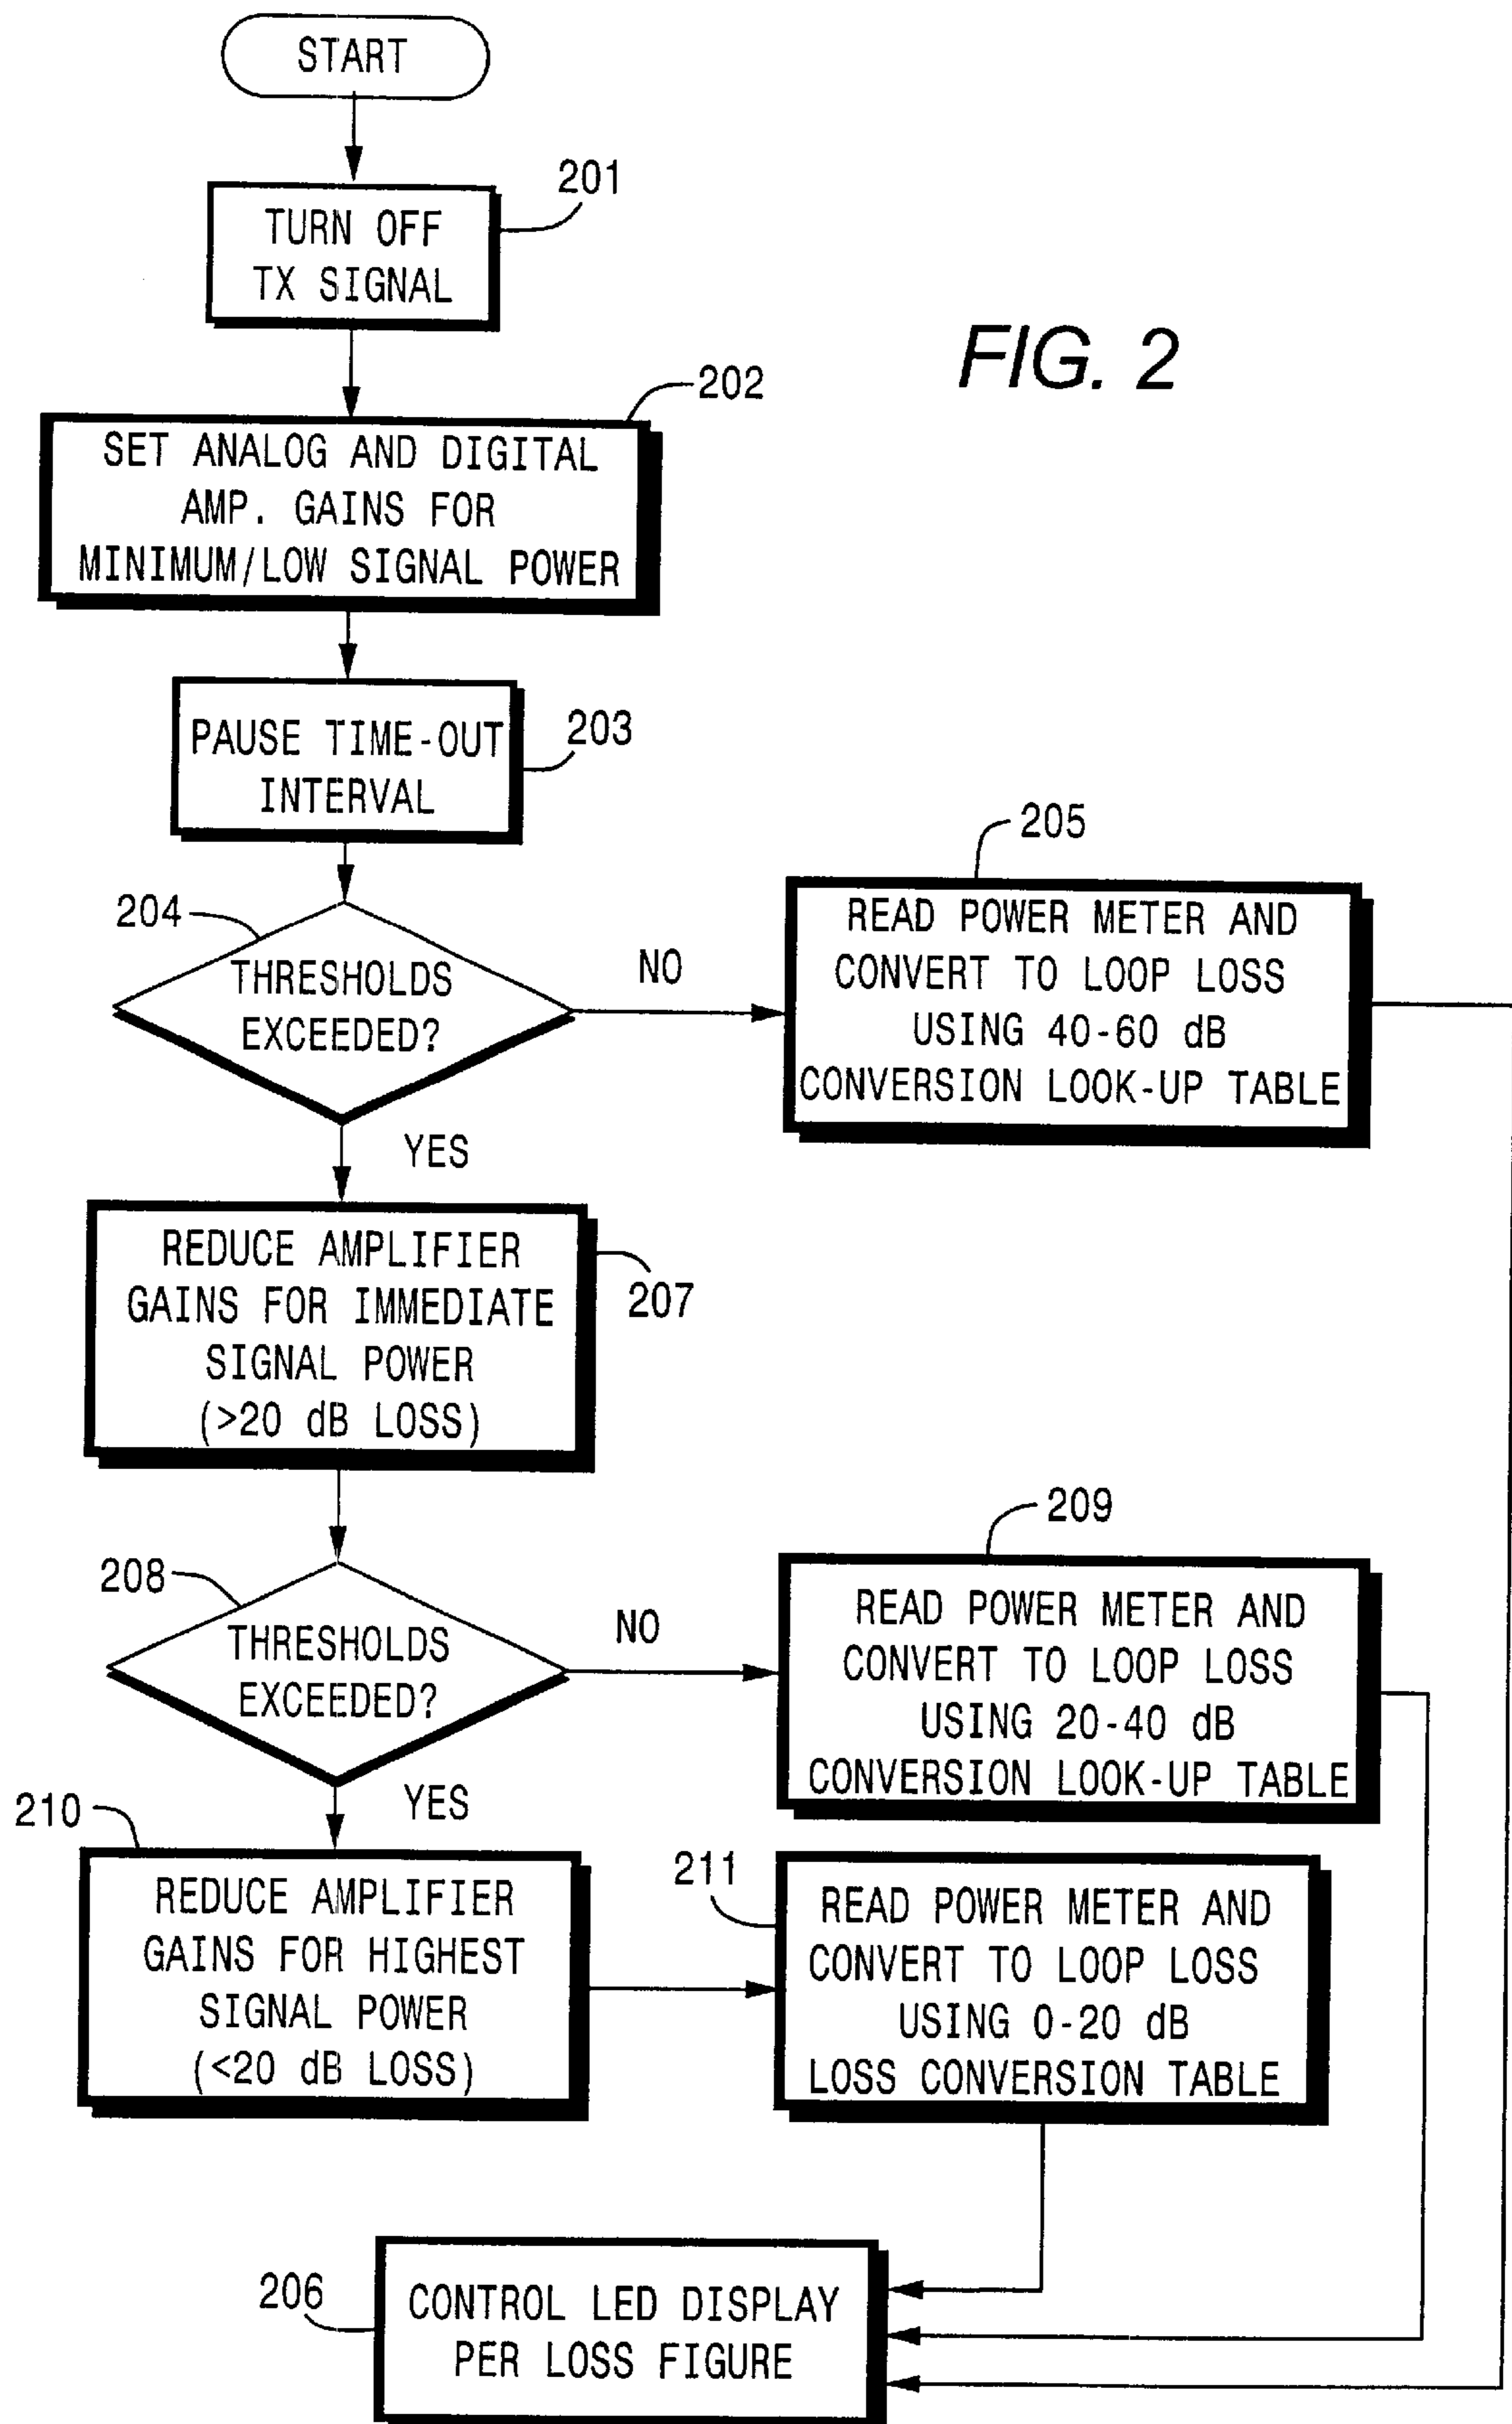 START
201
TURN OFF
TX SIGNAL
FIG. 2
202
SET ANALOG AND DIGITAL
AMP. GAINS FOR
MINIMUM/LOW SIGNAL POWER
203
PAUSE TIME-OUT
INTERVAL
204
THRESHOLDS
EXCEEDED?
NO
205
READ POWER METER AND
CONVERT TO LOOP LOSS
USING 40-60 dB
CONVERSION LOOK-UP TABLE
YES
REDUCE AMPLIFIER
GAINS FOR IMMEDIATE
SIGNAL POWER
(>20 dB LOSS)
207
208
THRESHOLDS
EXCEEDED?
NO
209
READ POWER METER AND
CONVERT TO LOOP LOSS
USING 20-40 dB
CONVERSION LOOK-UP TABLE
YES
210
REDUCE AMPLIFIER
GAINS FOR HIGHEST
SIGNAL POWER
(<20 dB LOSS)
211
READ POWER METER AND
CONVERT TO LOOP LOSS
USING 0-20 dB
LOSS CONVERSION TABLE
206
CONTROL LED DISPLAY
PER LOSS FIGURE